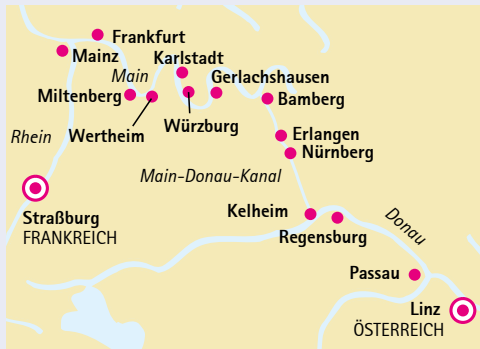 Frankfurt
Mainz
Karlstadt
Main
Gerlachshausen
Miltenberg
Bamberg
Würzburg
Rhein
Wertheim
Erlangen
Nürnberg
Main-Donau-Kanal
Straßburg
FRANKREICH
Kelheim
Donau
Regensburg
Passau
Linz
ÖSTERREICH